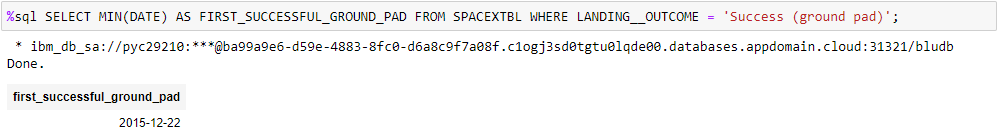 %sql SELECT MIN(DATE) AS FIRST_SUCCESSFUL_GROUND_PAD FROM SPACEXTBL WHERE LANDING__OUTCOME = 'Success (ground pad)';
* ibm_db_sa://pyc29210:***@ba99a9e6-d59e-4883-8fc0-d6a8c9f7a08f.c1ogj3sd0tgtu0lqde00.databases.appdomain.cloud:31321/bludb
Done.
first_successful_ground_pad
2015-12-22